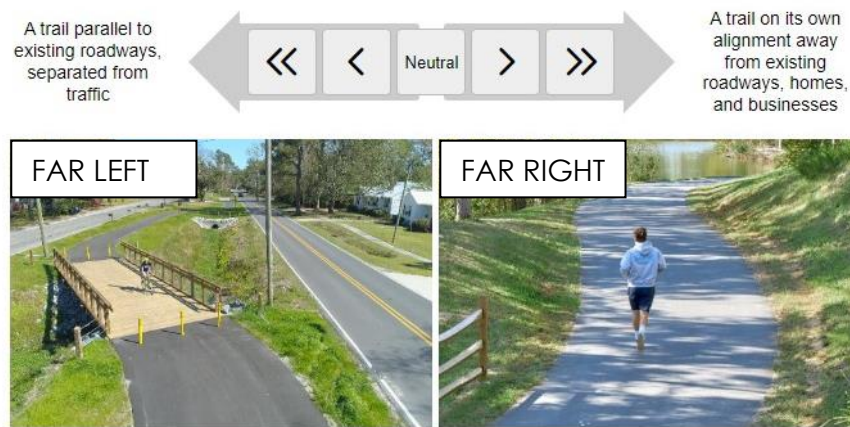 A trail parallel to
existing roadways,
separated from
traffic
Neutral
A trail on its own
alignment away
from existing
roadways, homes,
and businesses
FAR LEFT
FAR RIGHT